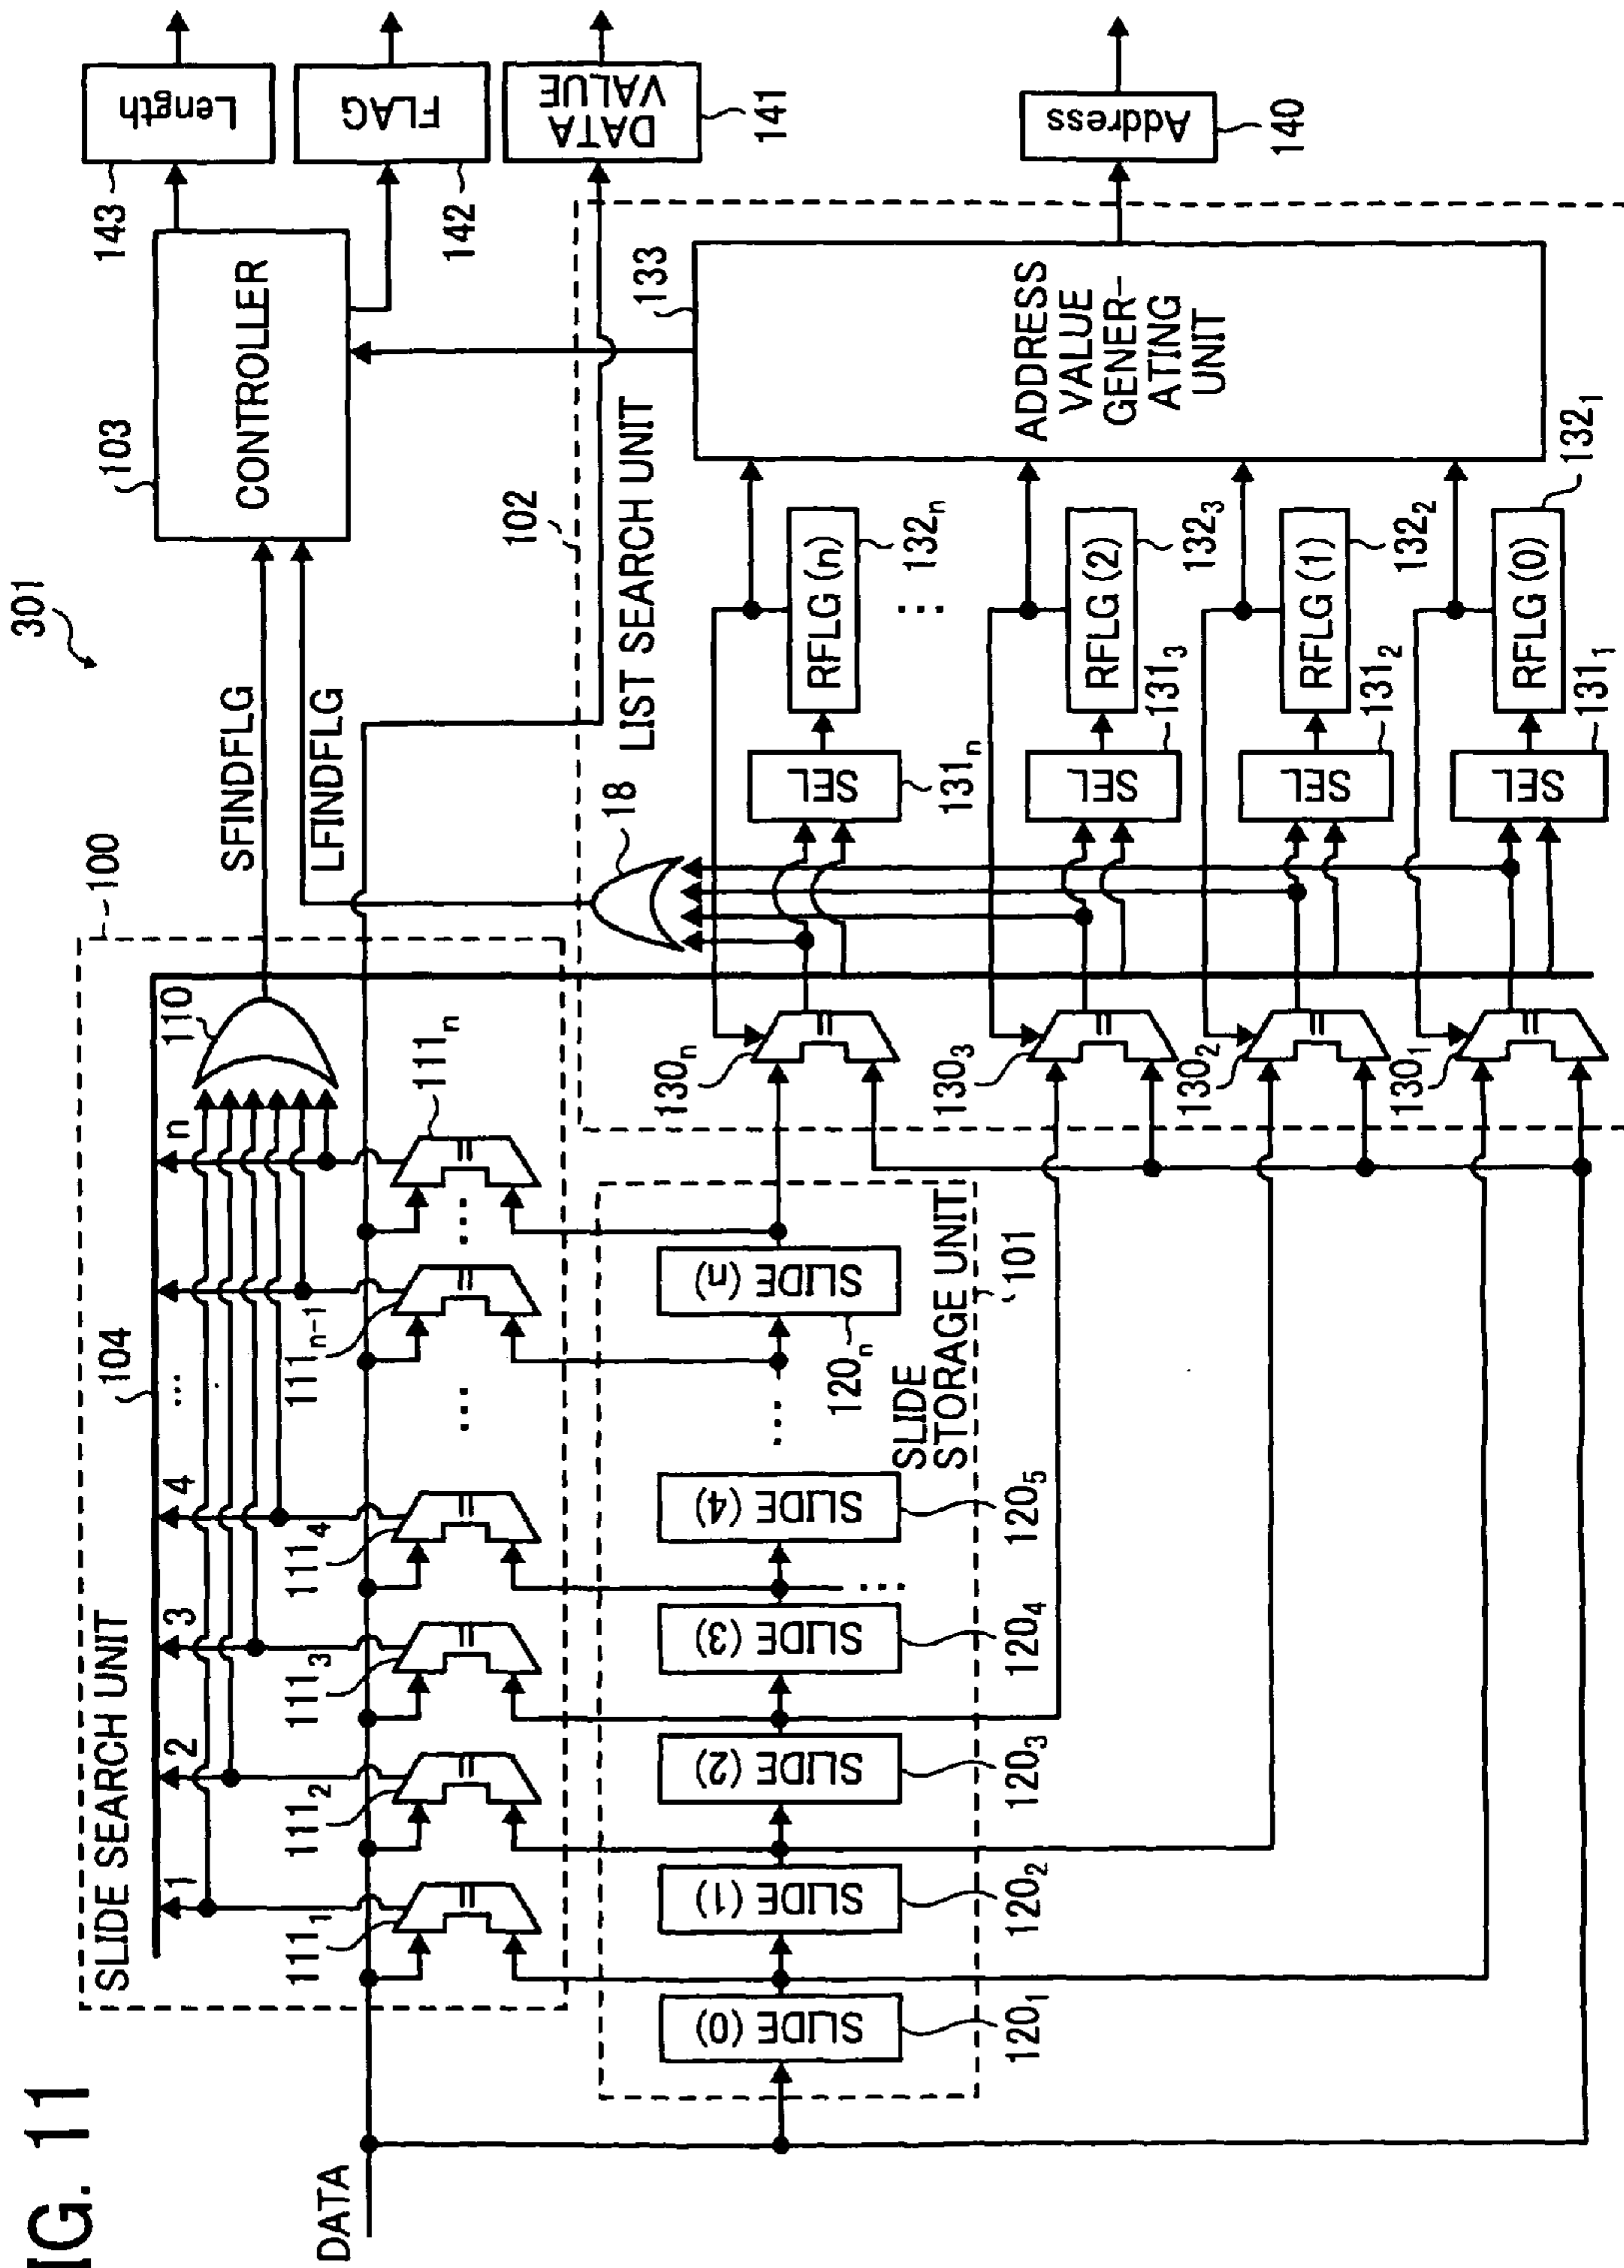 IG. 11
301
SLIDE SEARCH UNIT
100
104
1
2
3
4
...
n
110
SFINDFLG
LFINDFLG
103
CONTROLLER
143
Length
142
FLAG
141
DATA
VALUE
DATA
111₁
111₂
111₃
111₄
...
111ₙ₋₁
...
111ₙ
SLIDE (0)
SLIDE (1)
SLIDE (2)
SLIDE (3)
SLIDE (4)
...
SLIDE (n)
120₁
120₂
120₃
120₄
...
120₅
120ₙ
SLIDE
STORAGE UNIT
101
102
LIST SEARCH UNIT
18
130ₙ
SEL
131ₙ
RFLG (n)
132ₙ
...
130₃
SEL
131₃
RFLG (2)
132₃
130₂
SEL
131₂
RFLG (1)
132₂
130₁
SEL
131₁
RFLG (0)
132₁
133
ADDRESS
VALUE
GENER-
ATING
UNIT
Address
140